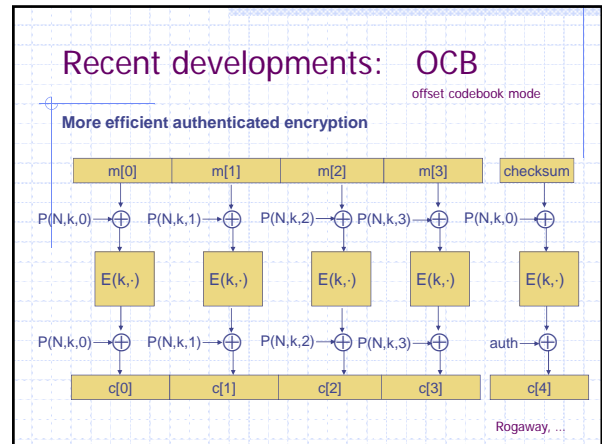 Recent developments: OCB
offset codebook mode
More efficient authenticated encryption
m[0] m[1] m[2] m[3] checksum
P(N,k,0) P(N,k,1) P(N,k,2) P(N,k,3) P(N,k,0)
E(k,·) E(k,·) E(k,·) E(k,·) E(k,·)
P(N,k,0) P(N,k,1) P(N,k,2) P(N,k,3) auth
c[0] c[1] c[2] c[3] c[4]
Rogaway, ...